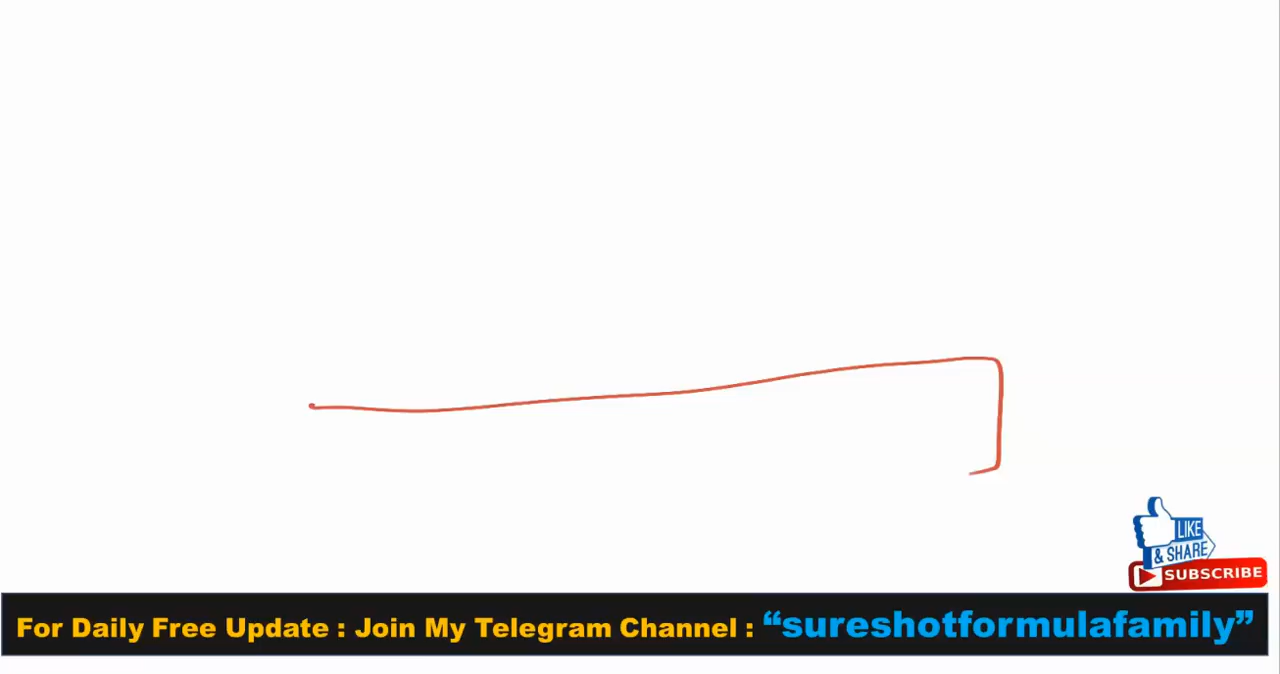 LIKE
& SHARE
SUBSCRIBE
For Daily Free Update : Join My Telegram Channel : “sureshotformulafamily”